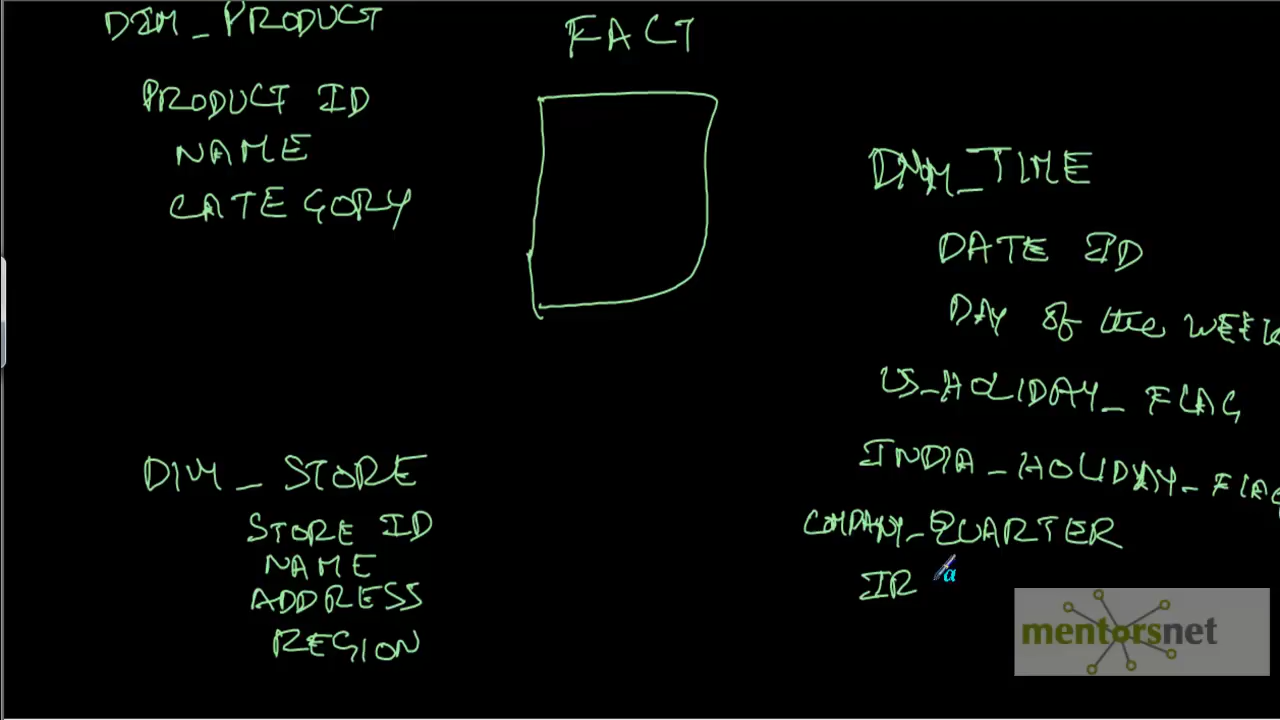 DIM_PRODUCT
PRODUCT ID
NAME
CATEGORY
FACT
DIM_TIME
DATE ID
DAY of the WEEK
US_HOLIDAY_FLAG
INDIA_HOLIDAY_FLAG
COMPANY_QUARTER
IR
a
DIM_STORE
STORE ID
NAME
ADDRESS
REGION
mentorsnet